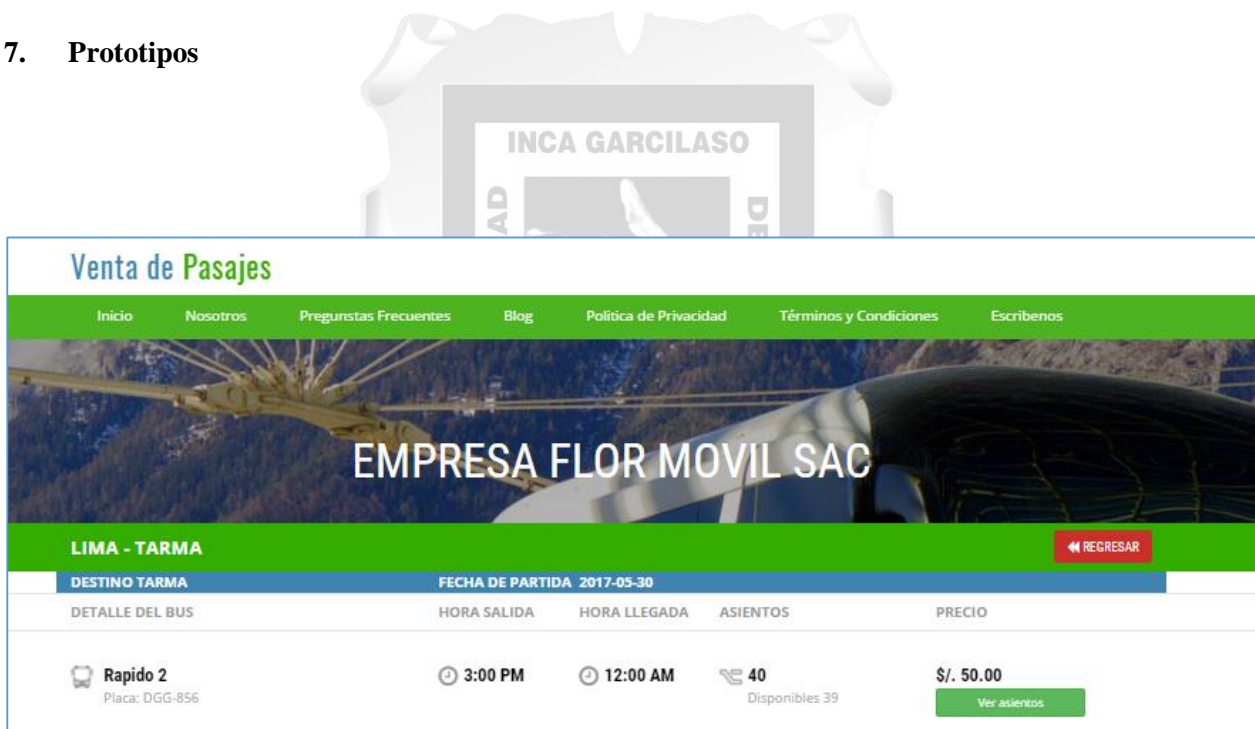 7. Prototipos
INCA GARCILASO
AD
DE
Venta de Pasajes
Inicio Nosotros Pregunstas Frecuentes Blog Politica de Privacidad Términos y Condiciones Escribenos
EMPRESA FLOR MOVIL SAC
LIMA - TARMA REGRESAR
DESTINO TARMA FECHA DE PARTIDA 2017-05-30
DETALLE DEL BUS HORA SALIDA HORA LLEGADA ASIENTOS PRECIO
Rapido 2 3:00 PM 12:00 AM 40 $/. 50.00
Placa: DGG-856 Disponibles 39 Ver asientos